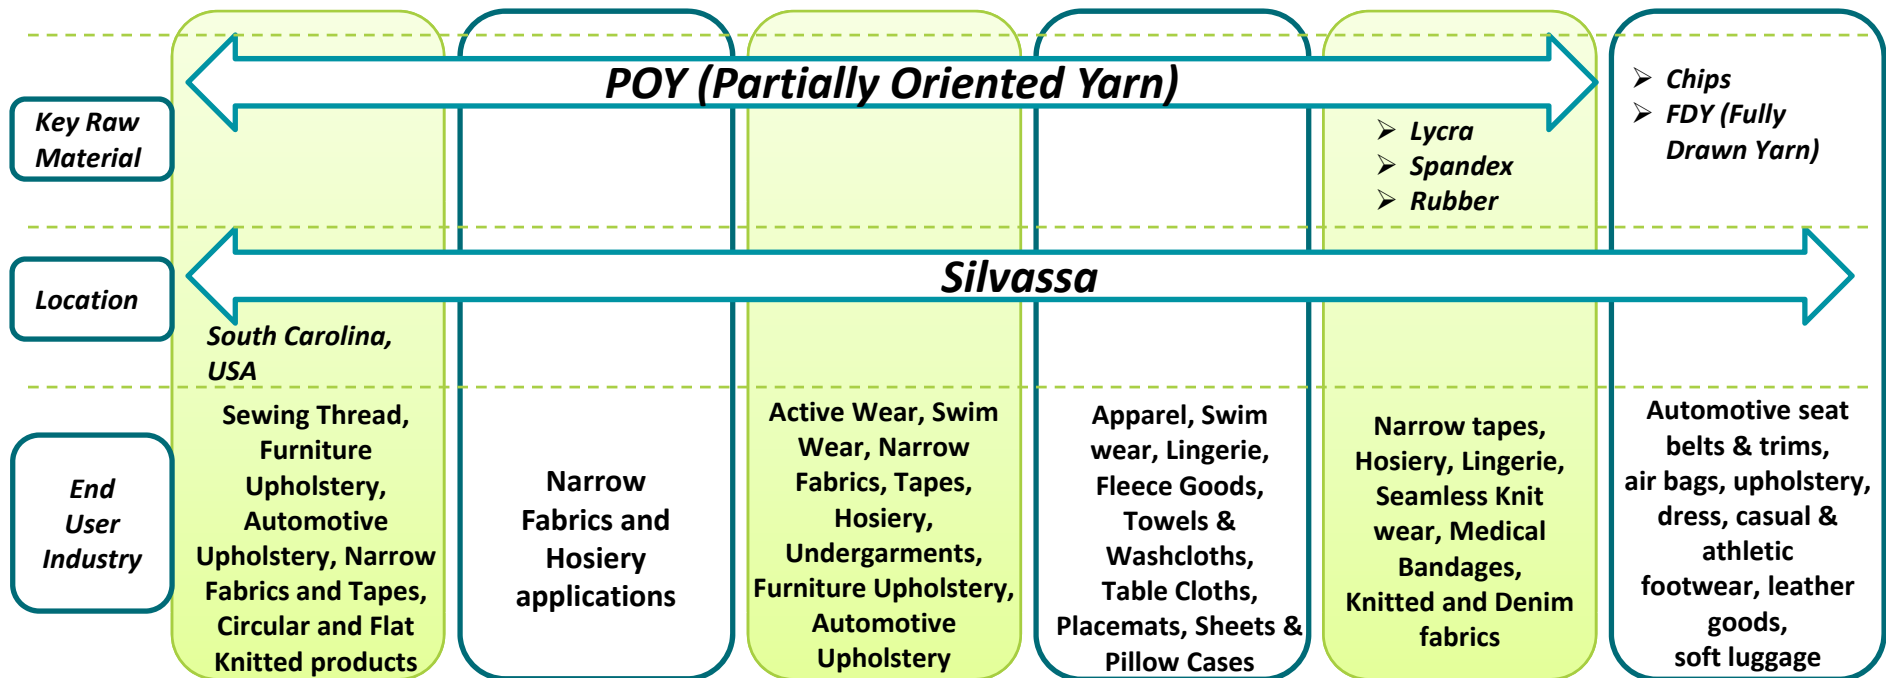 Key Raw
Material
POY (Partially Oriented Yarn)
➢ Lycra
➢ Spandex
➢ Rubber
➢ Chips
➢ FDY (Fully
Drawn Yarn)
Location
Silvassa
South Carolina,
USA
End
User
Industry
Sewing Thread,
Furniture
Upholstery,
Automotive
Upholstery, Narrow
Fabrics and Tapes,
Circular and Flat
Knitted products
Narrow
Fabrics and
Hosiery
applications
Active Wear, Swim
Wear, Narrow
Fabrics, Tapes,
Hosiery,
Undergarments,
Furniture Upholstery,
Automotive
Upholstery
Apparel, Swim
wear, Lingerie,
Fleece Goods,
Towels &
Washcloths,
Table Cloths,
Placemats, Sheets &
Pillow Cases
Narrow tapes,
Hosiery, Lingerie,
Seamless Knit
wear, Medical
Bandages,
Knitted and Denim
fabrics
Automotive seat
belts & trims,
air bags, upholstery,
dress, casual &
athletic
footwear, leather
goods,
soft luggage